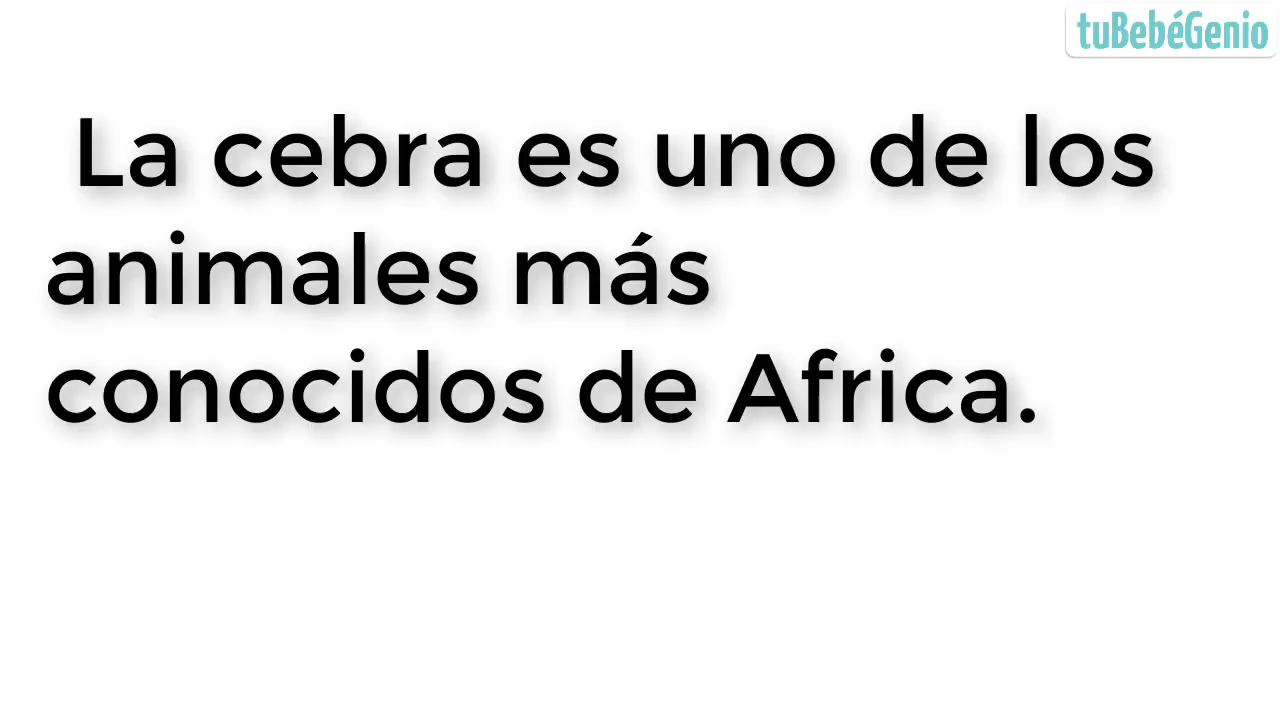 tuBebéGenio
La cebra es uno de los
animales más
conocidos de Africa.